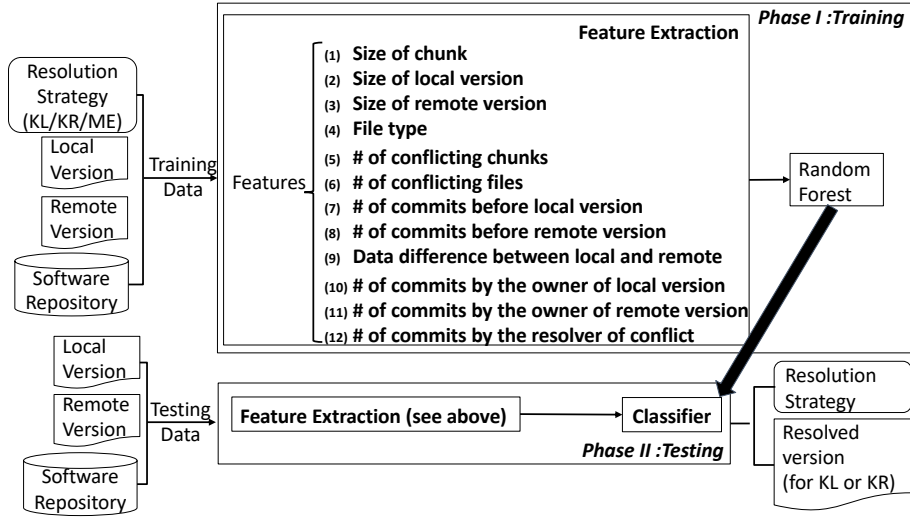 Phase I :Training
Feature Extraction
Resolution
Strategy
(KL/KR/ME)
Local
Version
Remote
Version
Software
Repository
Training
Data
Features
(1) Size of chunk
(2) Size of local version
(3) Size of remote version
(4) File type
(5) # of conflicting chunks
(6) # of conflicting files
(7) # of commits before local version
(8) # of commits before remote version
(9) Data difference between local and remote
(10) # of commits by the owner of local version
(11) # of commits by the owner of remote version
(12) # of commits by the resolver of conflict
Random
Forest
Local
Version
Remote
Version
Software
Repository
Testing
Data
Feature Extraction (see above)
Classifier
Phase II :Testing
Resolution
Strategy
Resolved
version
(for KL or KR)